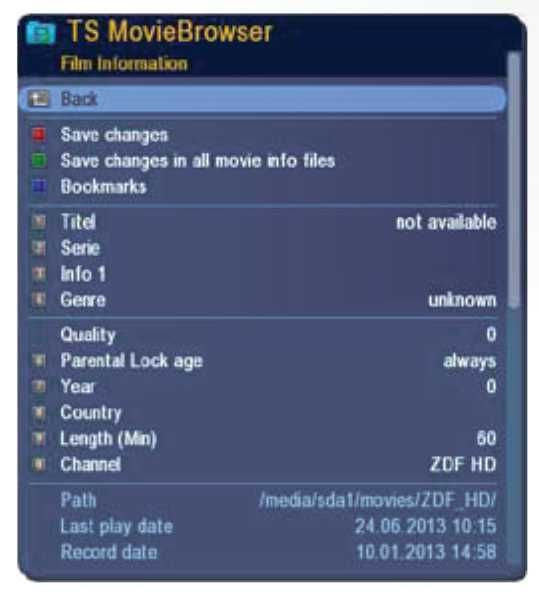 TS MovieBrowser
Film Information
Back
Save changes
Save changes in all movie info files
Bookmarks
Titel not available
Serie
Info 1
Genre unknown
Quality 0
Parental Lock age always
Year 0
Country
Length (Min) 60
Channel ZDF HD
Path /media/sda1/movies/ZDF_HD/
Last play date 24.06.2013 10:15
Record date 10.01.2013 14:58